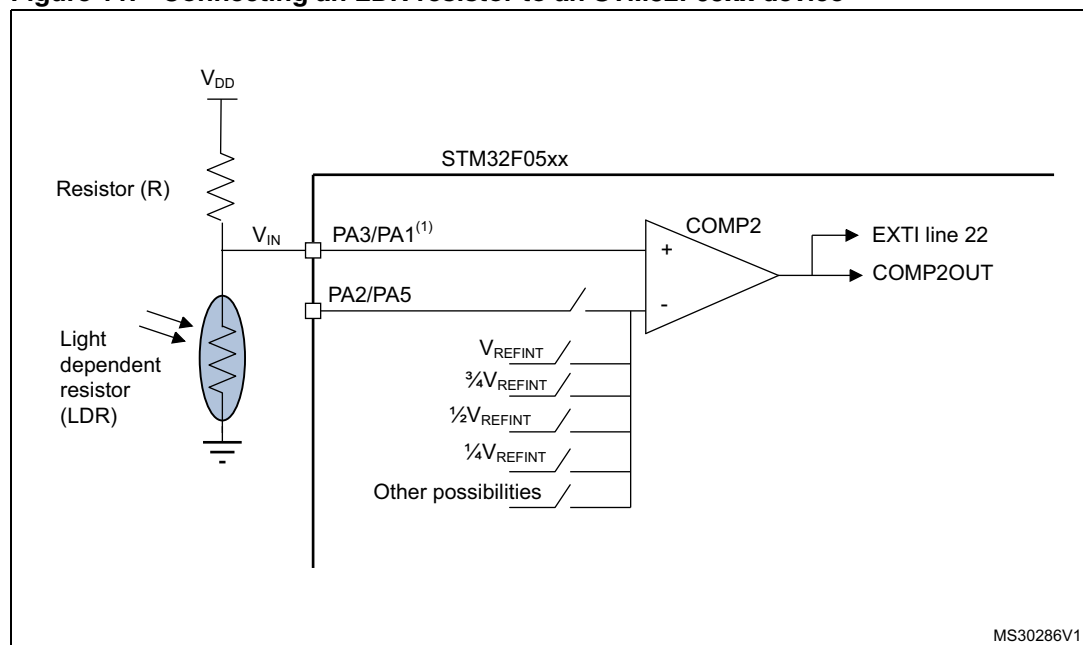 V_DD
STM32F05xx
Resistor (R)
V_IN
PA3/PA1(1)
COMP2
EXTI line 22
+
COMP2OUT
PA2/PA5
-
Light
dependent
resistor
(LDR)
V_REFINT
¾V_REFINT
½V_REFINT
¼V_REFINT
Other possibilities
MS30286V1